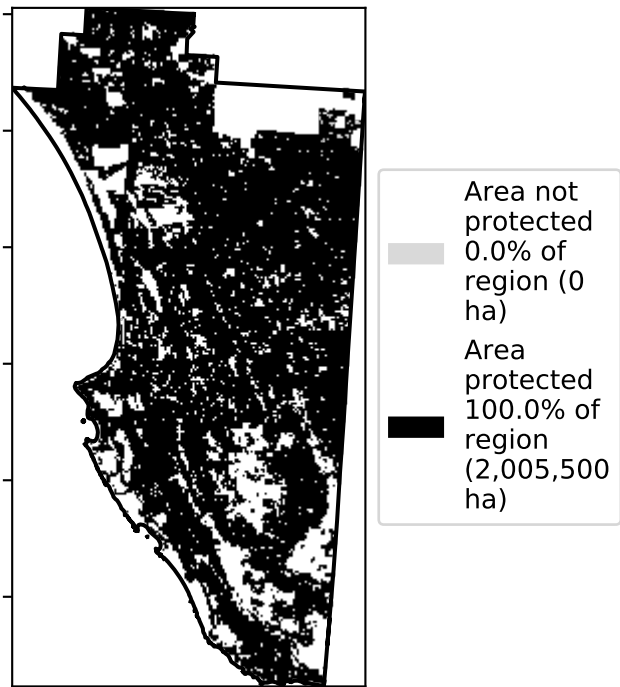 Area not
protected
0.0% of
region (0
ha)
Area
protected
100.0% of
region
(2,005,500
ha)